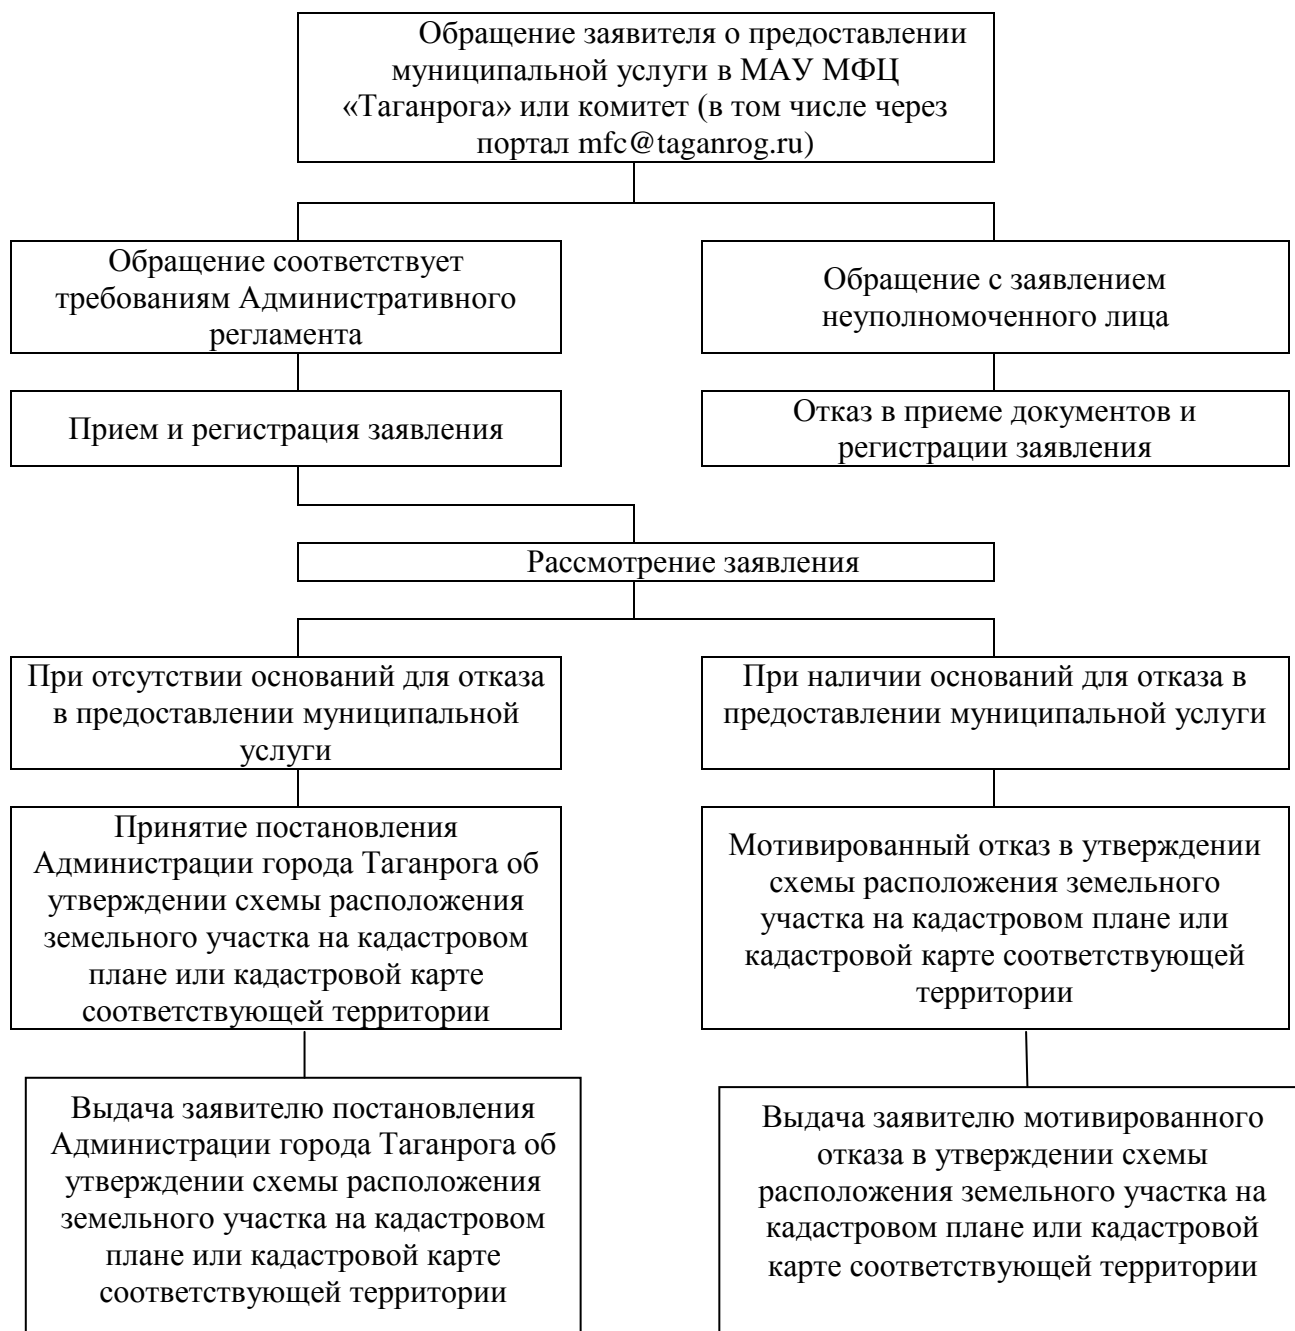 Обращение заявителя о предоставлении
муниципальной услуги в МАУ МФЦ
«Таганрога» или комитет (в том числе через
портал mfc@taganrog.ru)
Обращение соответствует
требованиям Административного
регламента
Обращение с заявлением
неуполномоченного лица
Прием и регистрация заявления
Отказ в приеме документов и
регистрации заявления
Рассмотрение заявления
При отсутствии оснований для отказа
в предоставлении муниципальной
услуги
При наличии оснований для отказа в
предоставлении муниципальной услуги
Принятие постановления
Администрации города Таганрога об
утверждении схемы расположения
земельного участка на кадастровом
плане или кадастровой карте
соответствующей территории
Мотивированный отказ в утверждении
схемы расположения земельного
участка на кадастровом плане или
кадастровой карте соответствующей
территории
Выдача заявителю постановления
Администрации города Таганрога об
утверждении схемы расположения
земельного участка на кадастровом
плане или кадастровой карте
соответствующей территории
Выдача заявителю мотивированного
отказа в утверждении схемы
расположения земельного участка на
кадастровом плане или кадастровой
карте соответствующей территории